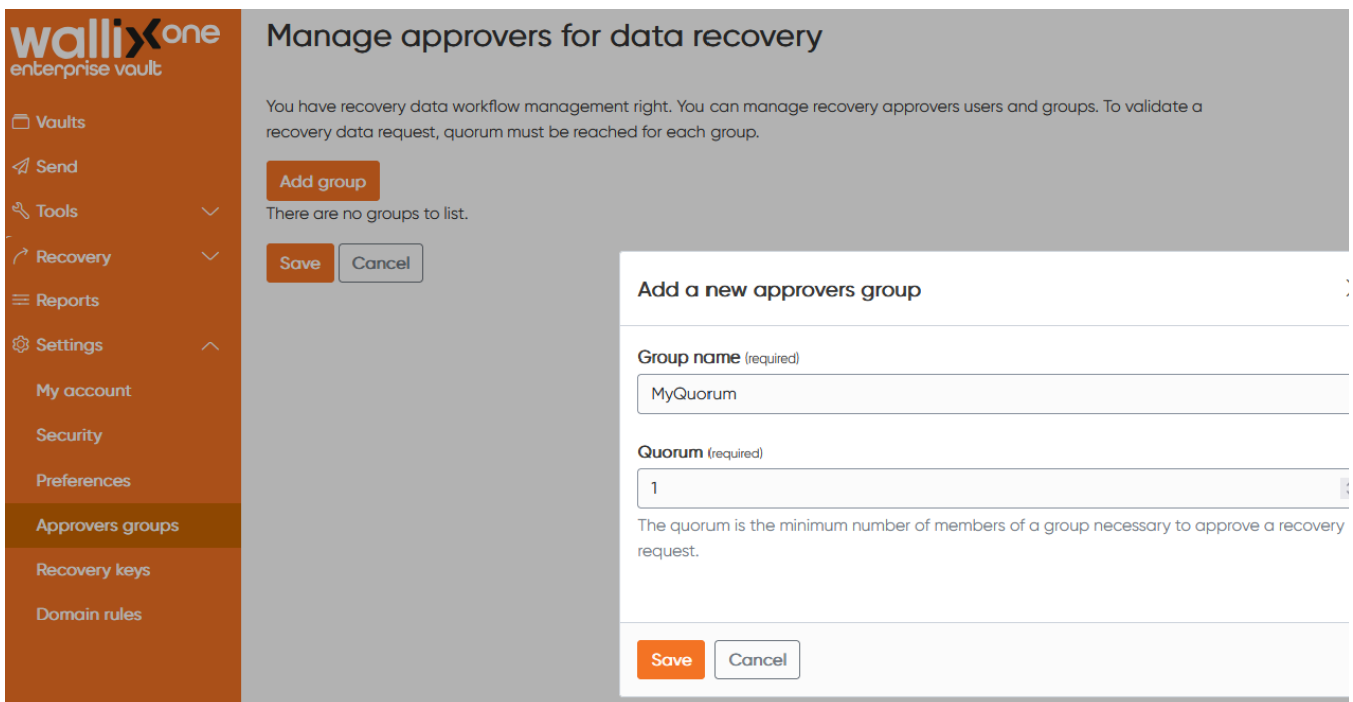 wallix one
enterprise vault
Vaults
Send
Tools
Recovery
Reports
Settings
My account
Security
Preferences
Approvers groups
Recovery keys
Domain rules
Manage approvers for data recovery
You have recovery data workflow management right. You can manage recovery approvers users and groups. To validate a
recovery data request, quorum must be reached for each group.
Add group
There are no groups to list.
Save Cancel
Add a new approvers group
Group name (required)
MyQuorum
Quorum (required)
1
The quorum is the minimum number of members of a group necessary to approve a recovery
request.
Save Cancel